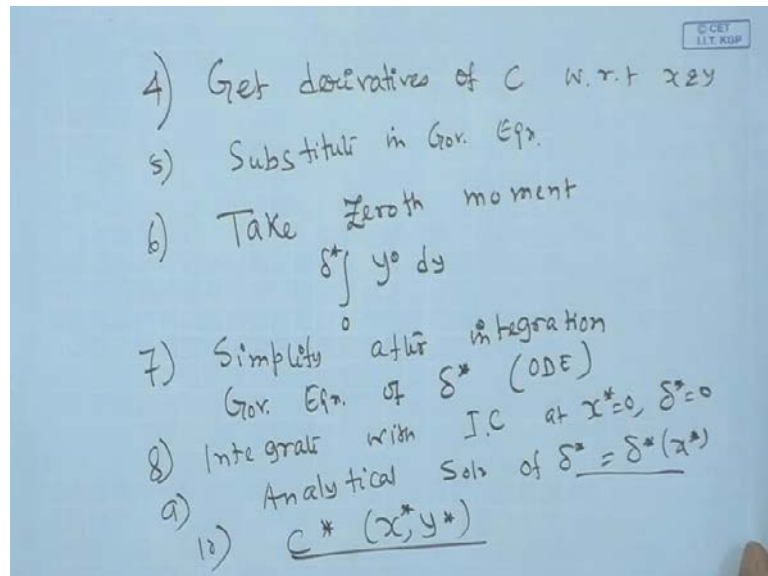 © CET
I.I.T. KGP
4) Get derivatives of C w.r.t x & y
5) Substitute in Gov. Eqn.
6) Take Zeroth moment
δ*∫0 y⁰ dy
7) Simplify after integration
Gov. Eqn. of δ* (ODE)
8) Integrate with I.C at x*=0, δ*=0
9) Analytical Soln of δ* = δ*(x*)
10) C* (x*, y*)